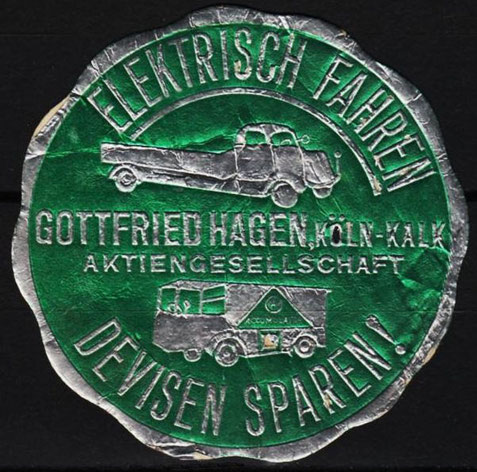 ELEKTRISCH FAHREN
GOTTFRIED HAGEN, KÖLN-KALK
AKTIENGESELLSCHAFT
DEVISEN SPAREN!